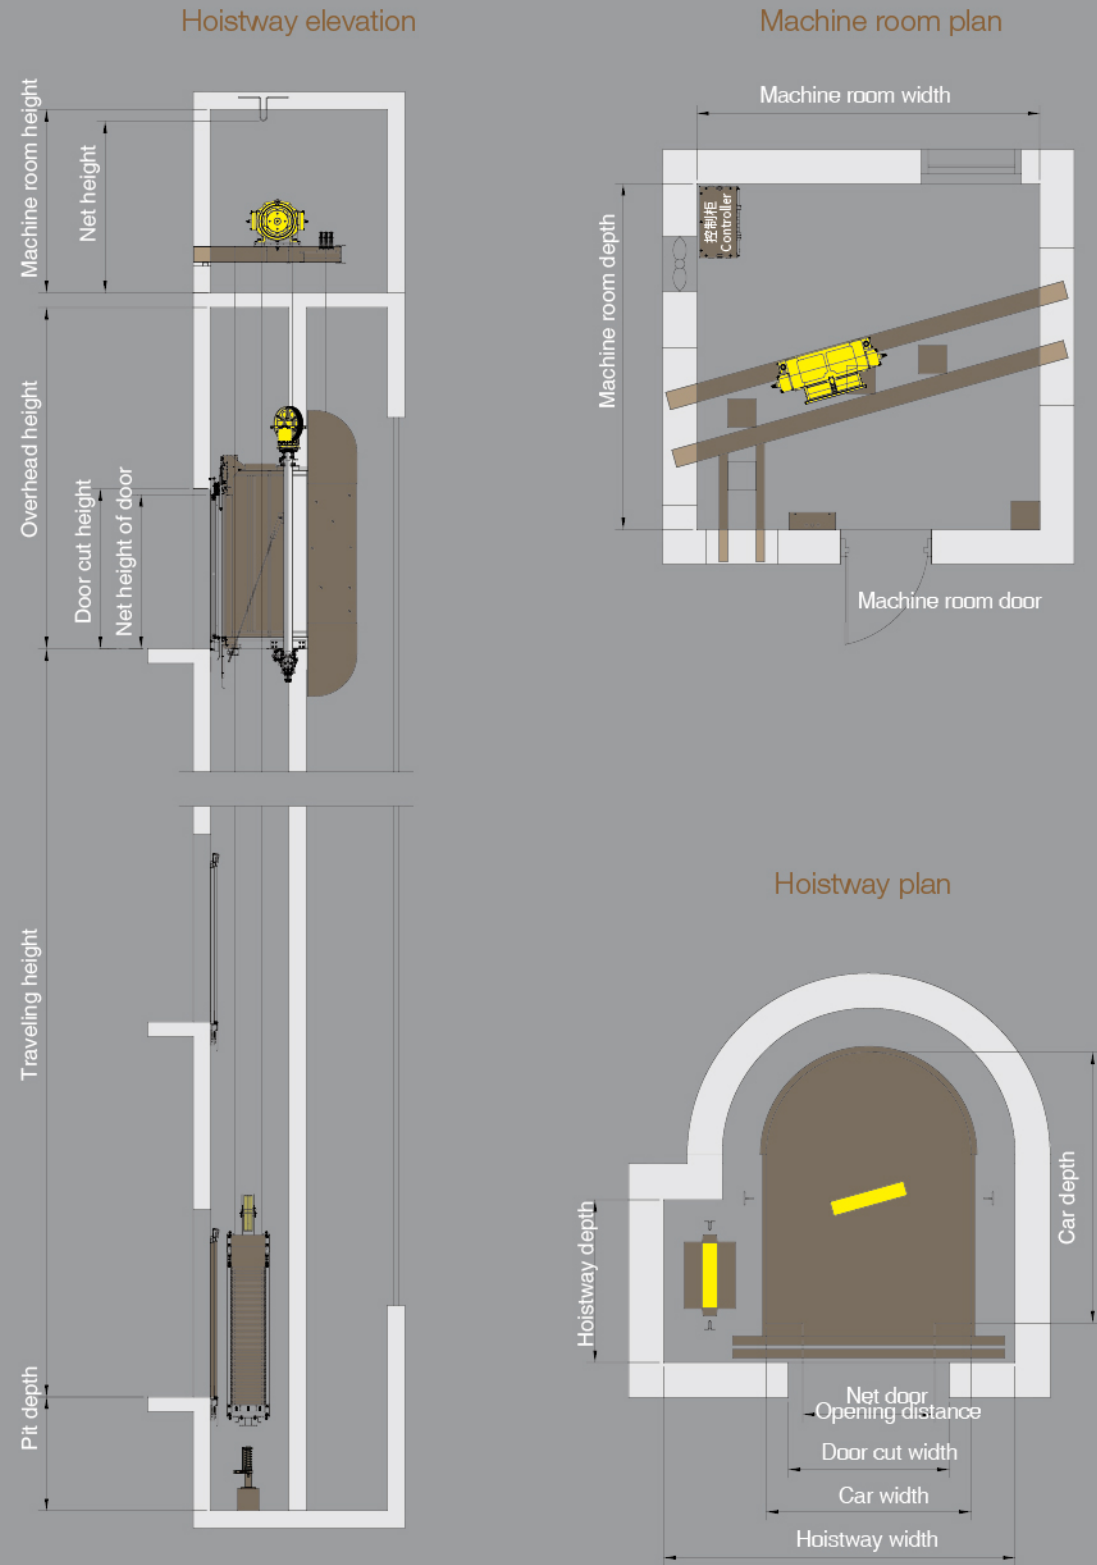 Hoistway elevation
Machine room height
Net height
Overhead height
Door cut height
Net height of door
Traveling height
Pit depth
Machine room plan
Machine room width
Machine room depth
控制柜
Controller
Machine room door
Hoistway plan
Car depth
Hoistway depth
Net door
Opening distance
Door cut width
Car width
Hoistway width